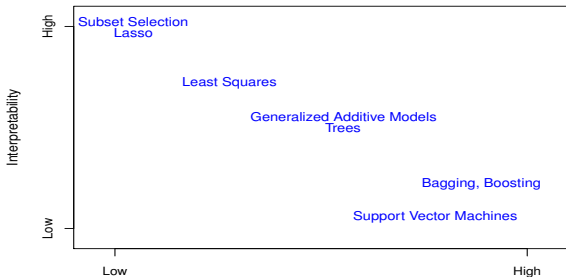 High
Subset Selection
Lasso
Least Squares
Generalized Additive Models
Trees
Bagging, Boosting
Support Vector Machines
Interpretability
Low
Low
High